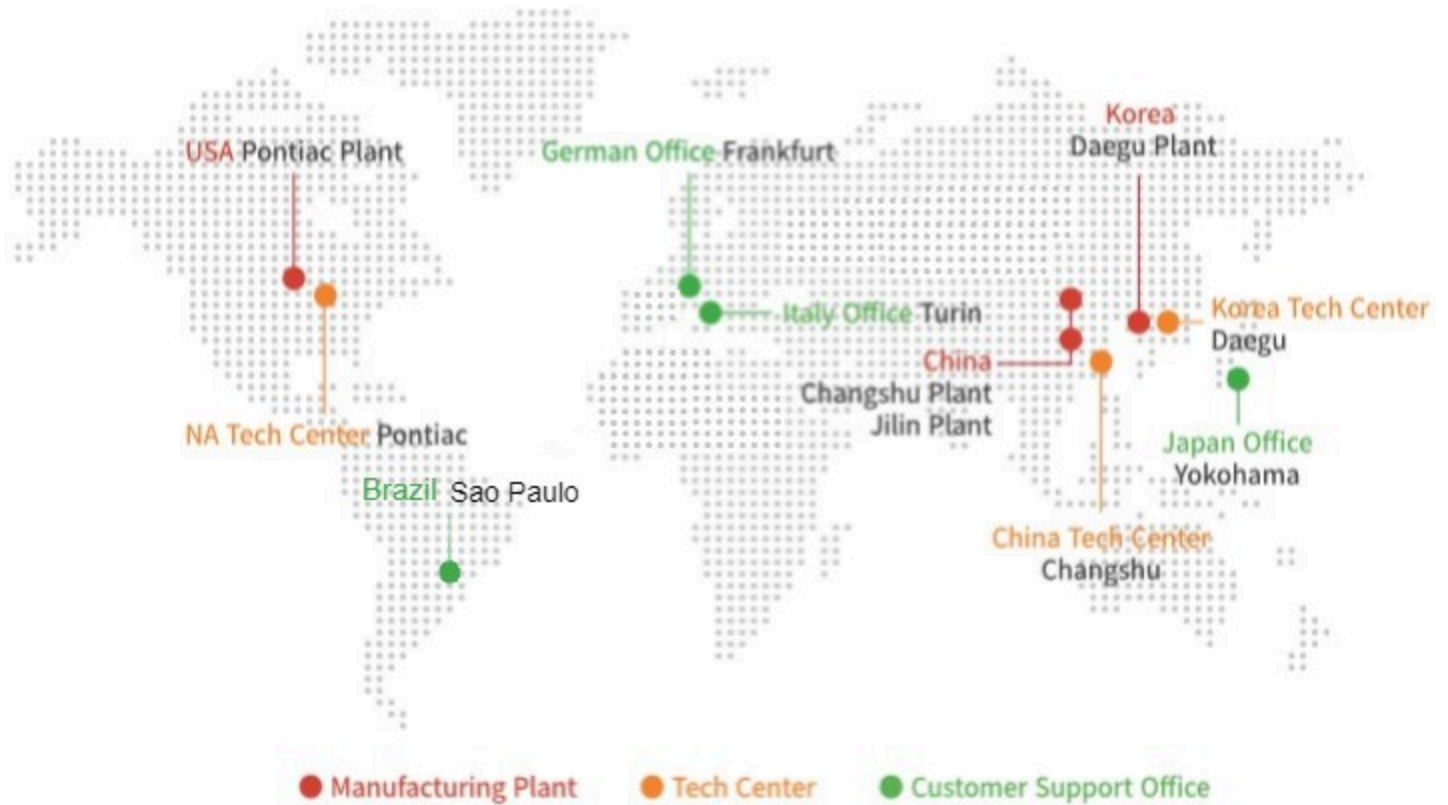 Korea
Daegu Plant
USA Pontiac Plant
German Office Frankfurt
Korea Tech Center
Daegu
Italy Office Turin
China
Changshu Plant
Jilin Plant
NA Tech Center Pontiac
Japan Office
Yokohama
Brazil Sao Paulo
China Tech Center
Changshu
Manufacturing Plant
Tech Center
Customer Support Office